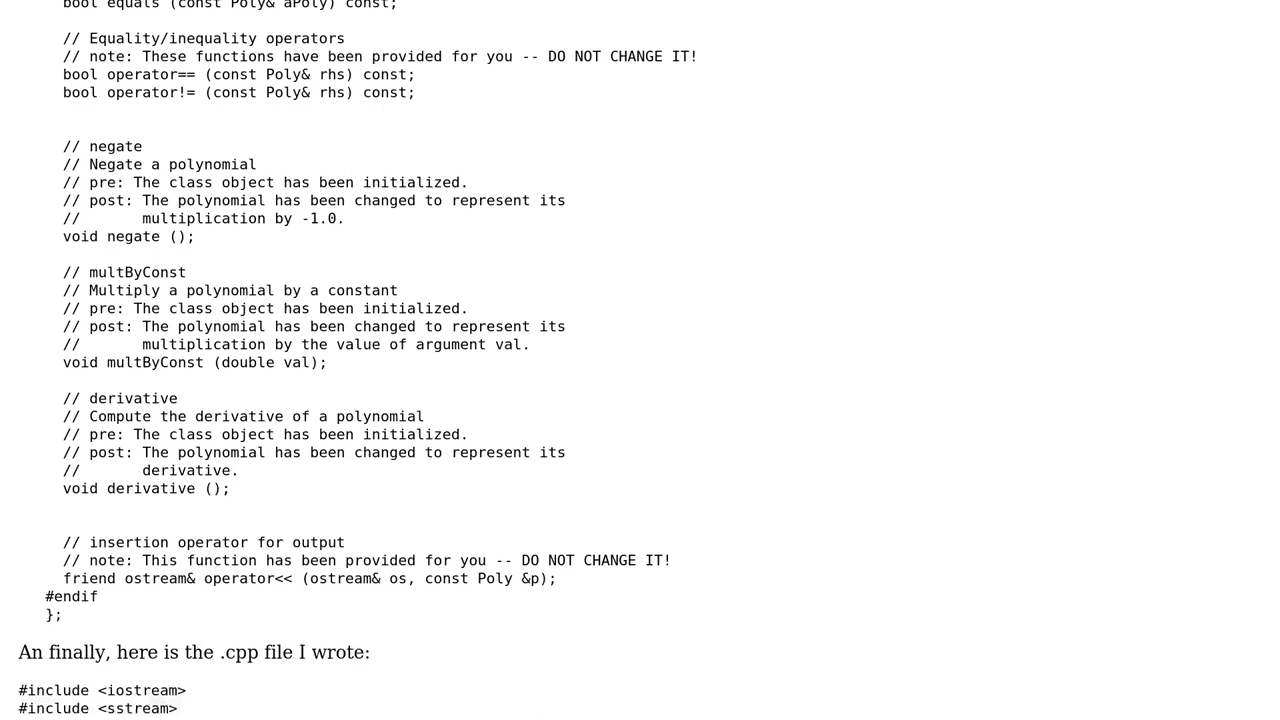 bool equals (const Poly& aPoly) const;
// Equality/inequality operators
// note: These functions have been provided for you -- DO NOT CHANGE IT!
bool operator== (const Poly& rhs) const;
bool operator!= (const Poly& rhs) const;
// negate
// Negate a polynomial
// pre: The class object has been initialized.
// post: The polynomial has been changed to represent its
//       multiplication by -1.0.
void negate ();
// multByConst
// Multiply a polynomial by a constant
// pre: The class object has been initialized.
// post: The polynomial has been changed to represent its
//       multiplication by the value of argument val.
void multByConst (double val);
// derivative
// Compute the derivative of a polynomial
// pre: The class object has been initialized.
// post: The polynomial has been changed to represent its
//       derivative.
void derivative ();
// insertion operator for output
// note: This function has been provided for you -- DO NOT CHANGE IT!
friend ostream& operator<< (ostream& os, const Poly &p);
#endif
};
An finally, here is the .cpp file I wrote:
#include <iostream>
#include <sstream>